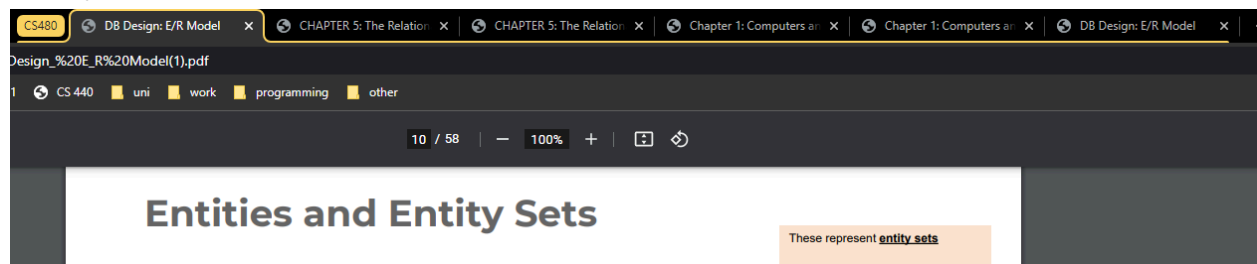 CS480 DB Design: E/R Model CHAPTER 5: The Relation CHAPTER 5: The Relation Chapter 1: Computers an Chapter 1: Computers an DB Design: E/R Model
Design_%20E_R%20Model(1).pdf
1 CS 440 uni work programming other
10 / 58 100%
Entities and Entity Sets
These represent entity sets